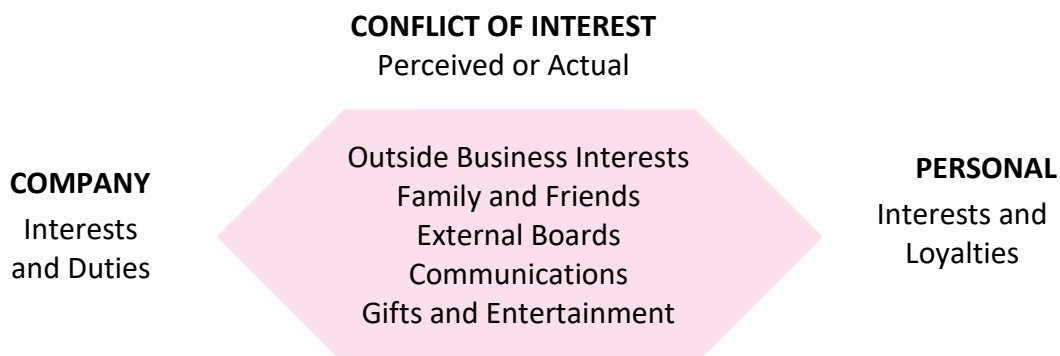 CONFLICT OF INTEREST
Perceived or Actual
COMPANY
Interests
and Duties
Outside Business Interests
Family and Friends
External Boards
Communications
Gifts and Entertainment
PERSONAL
Interests and
Loyalties